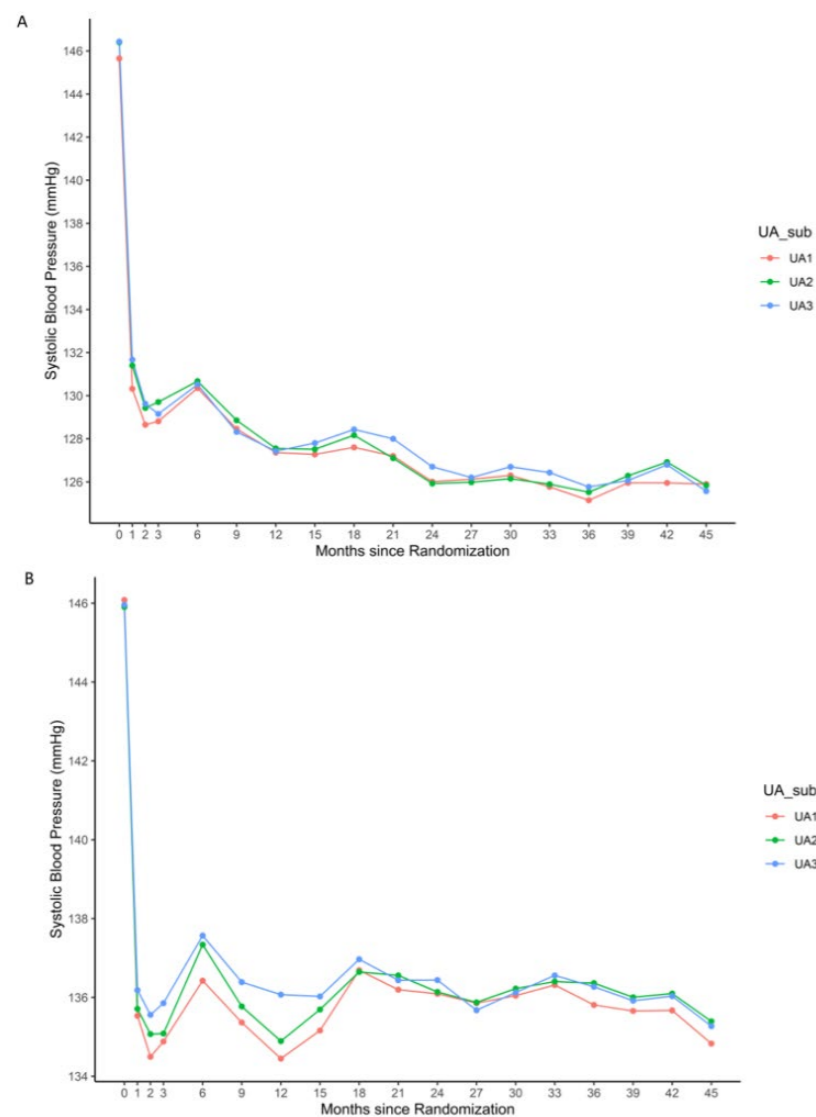 A
146
144
142
140
138
136
134
132
130
128
126
Systolic Blood Pressure (mmHg)
0 1 2 3 6 9 12 15 18 21 24 27 30 33 36 39 42 45
Months since Randomization
UA_sub
UA1
UA2
UA3
B
146
144
142
140
138
136
134
Systolic Blood Pressure (mmHg)
0 1 2 3 6 9 12 15 18 21 24 27 30 33 36 39 42 45
Months since Randomization
UA_sub
UA1
UA2
UA3